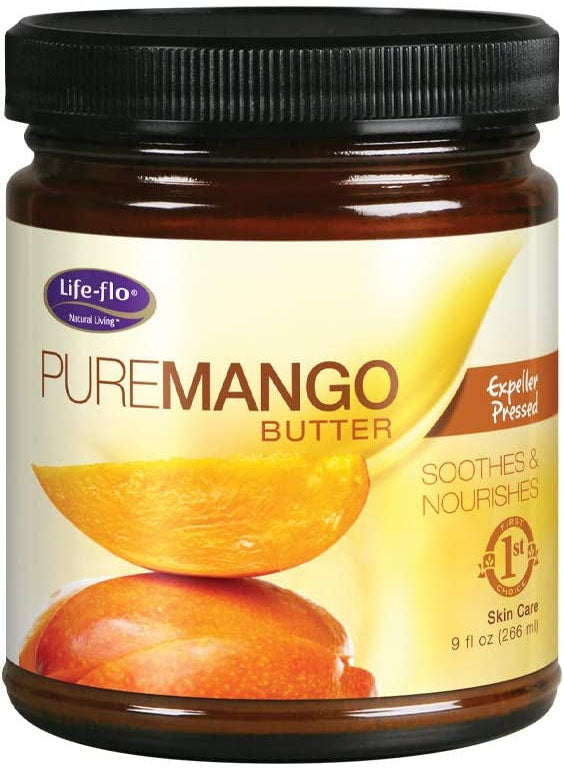 Life-flo®
Natural Living™
PUREMANGO
BUTTER
Expeller
Pressed
SOOTHES &
NOURISHES
FIRST
1st
CHOICE
Skin Care
9 fl oz (266 ml)